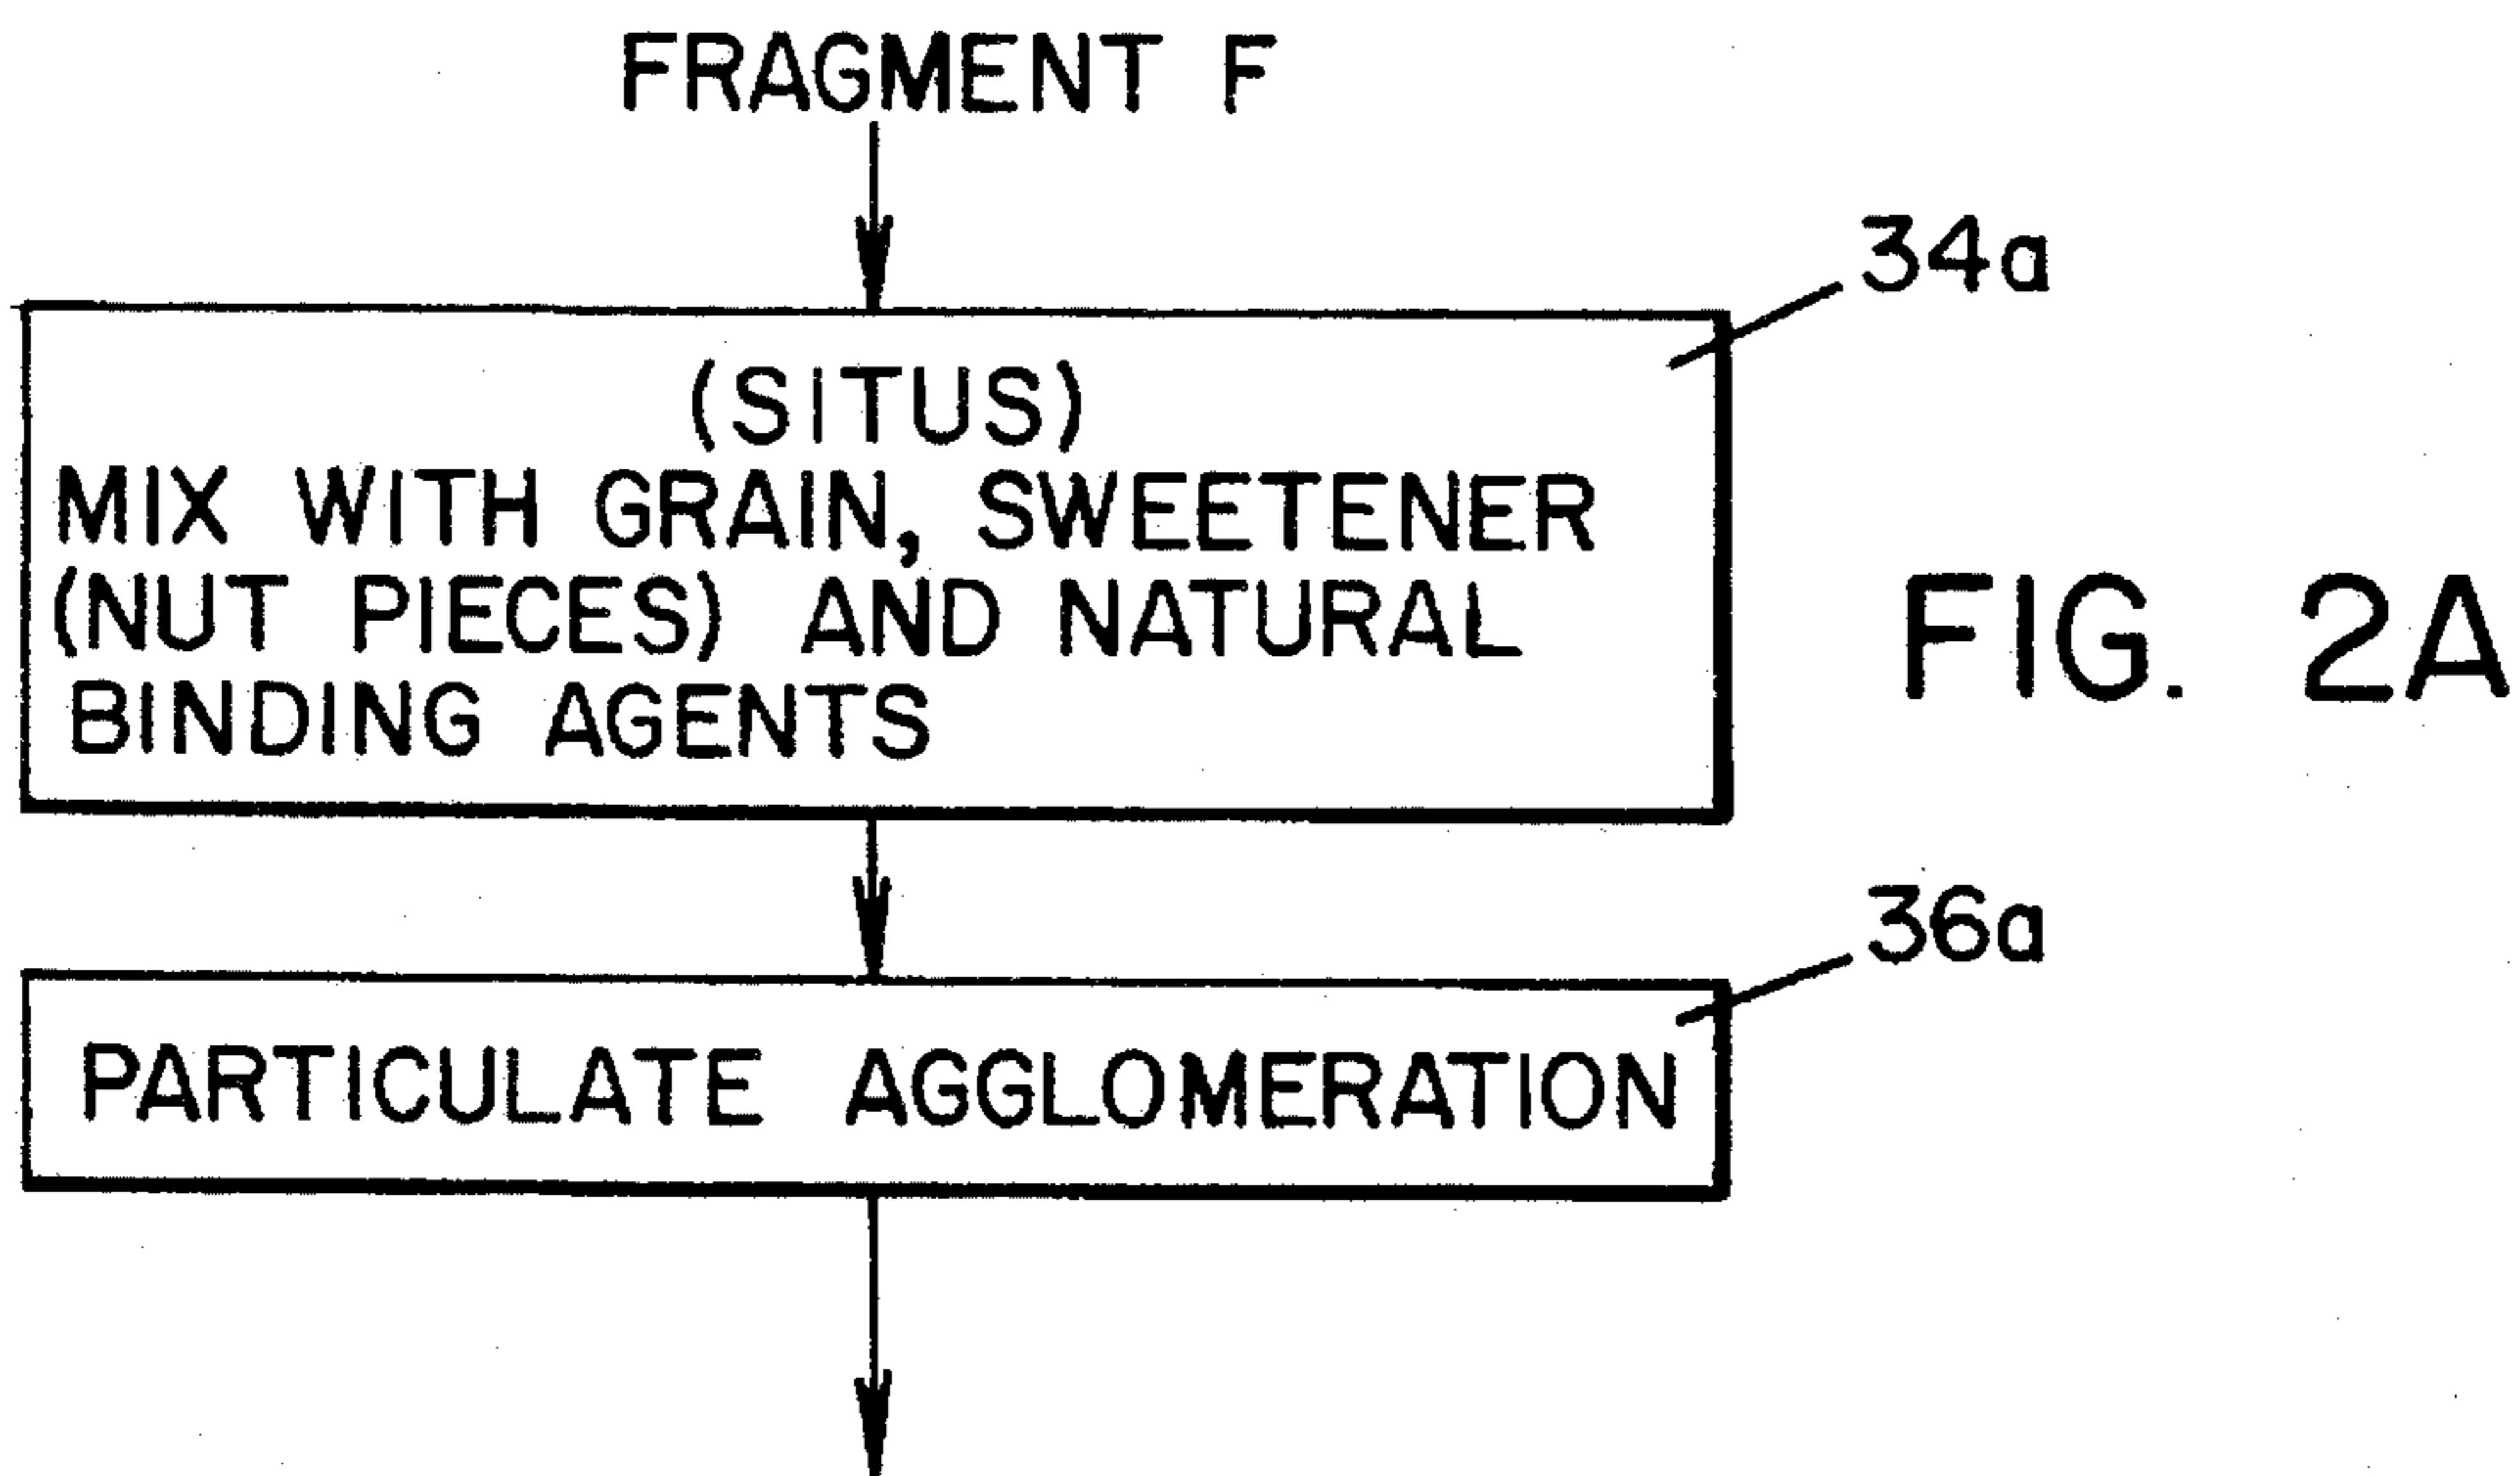 FRAGMENT F
34a
(SITUS)
MIX WITH GRAIN, SWEETENER
(NUT PIECES) AND NATURAL
BINDING AGENTS
FIG. 2A
36a
PARTICULATE AGGLOMERATION